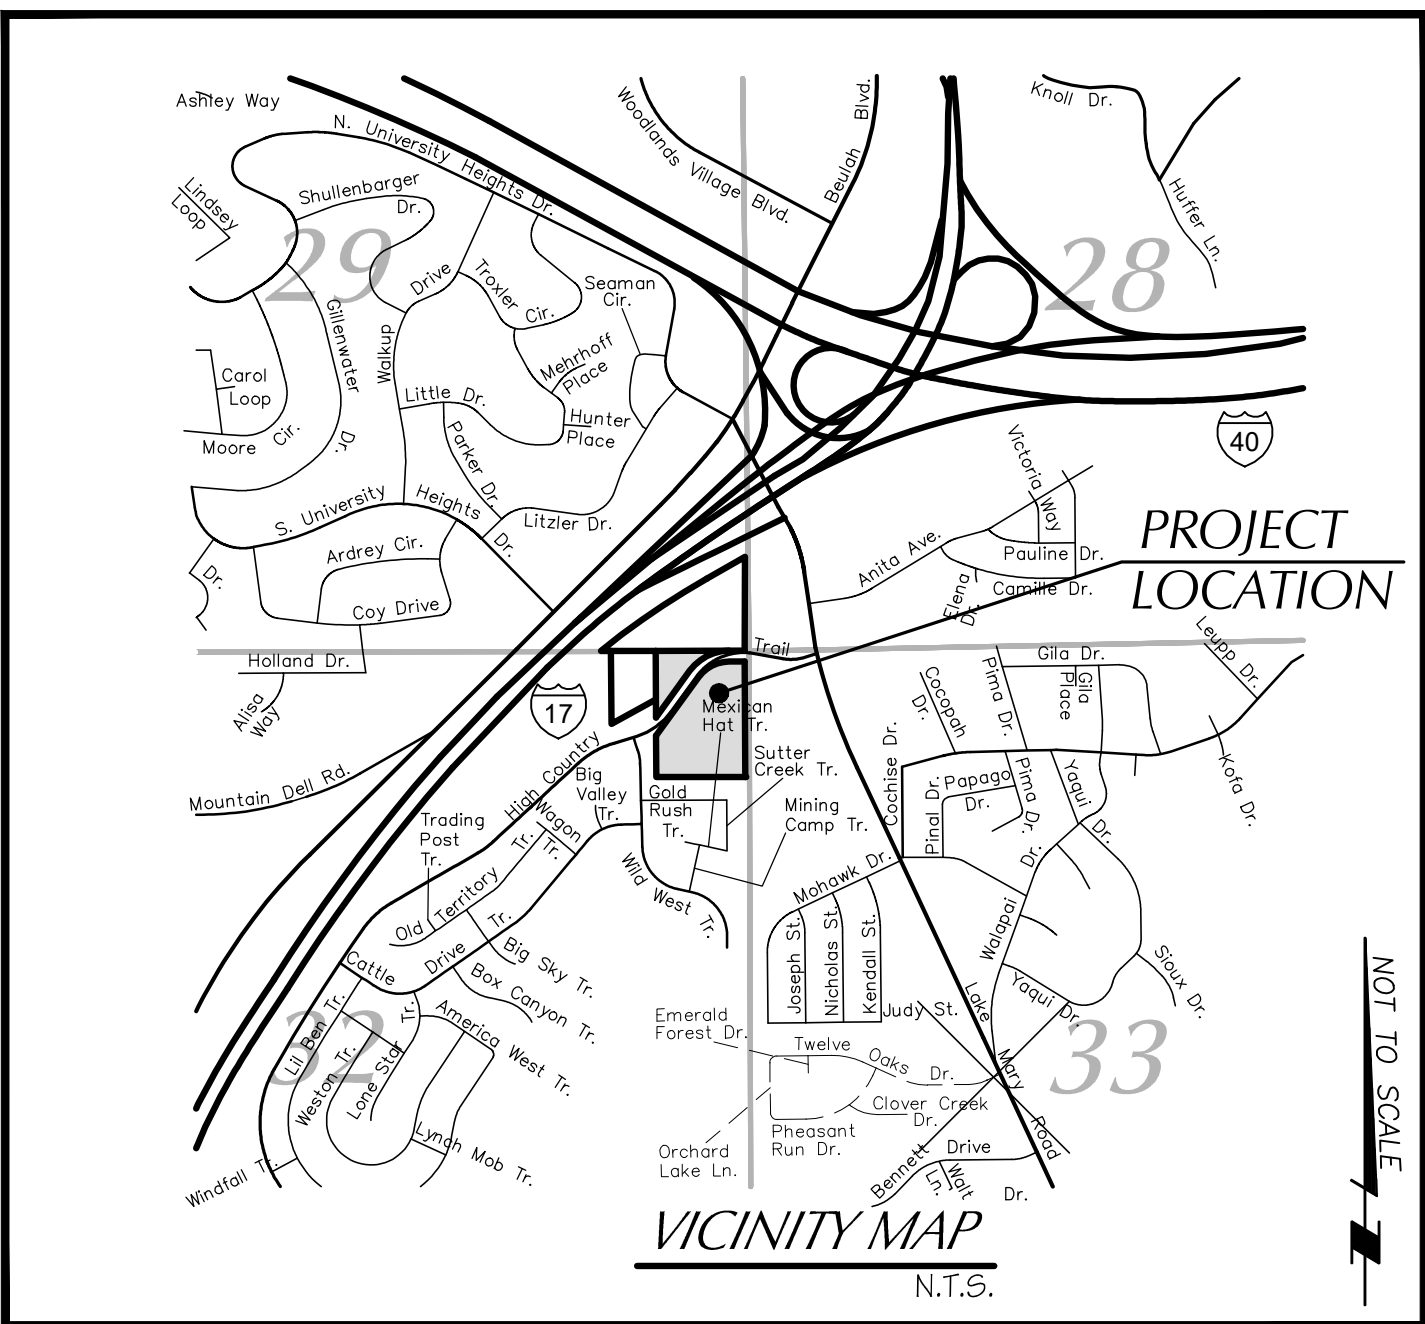 Ashley Way
N. University Heights Dr.
Woodlands Village Blvd.
Beulah Blvd.
Knoll Dr.
Huffer Ln.
Lindsey
Loop
Shullenbarger
Dr.
29
28
Drive
Walkup
Troxler
Cir.
Seaman
Cir.
Gillenwater
Dr.
Mehrhoff
Place
Carol
Loop
Little Dr.
Hunter
Place
Moore Cir.
Parker Dr.
40
Victoria
Way
S. University Heights Dr.
Litzler Dr.
PROJECT
LOCATION
Ardrey Cir.
Anita Ave.
Pauline Dr.
Dr.
Elena
Dr.
Camille Dr.
Coy Drive
Holland Dr.
Trail
Leupp Dr.
Gila Dr.
Pima Dr.
Gila
Place
Alisa
Way
17
Mexican
Hat Tr.
Cocopah
Dr.
Cochise Dr.
Sutter
Creek Tr.
Kofa Dr.
Mountain Dell Rd.
High Country
Big
Valley
Tr.
Gold
Rush
Tr.
Mining
Camp Tr.
Papago
Dr.
Pinal Dr.
Pima Dr.
Yaqui
Dr.
Trading
Post
Tr.
Wagon
Tr.
Wild West Tr.
Mohawk Dr.
Old Territory Tr.
Walapai Dr.
Joseph St.
Nicholas St.
Kendall St.
Cattle Drive Tr.
Big Sky Tr.
Box Canyon Tr.
Sioux Dr.
Yaqui Dr.
Judy St.
Lake Mary Road
Lil Ben Tr.
32
33
Weston Tr.
Lone Star Tr.
America West Tr.
Emerald
Forest Dr.
Twelve Oaks Dr.
Clover Creek
Dr.
Pheasant
Run Dr.
Orchard
Lake Ln.
Lynch Mob Tr.
Windfall Tr.
Bennett Drive
Walt
Ln.
Dr.
NOT TO SCALE
VICINITY MAP
N.T.S.